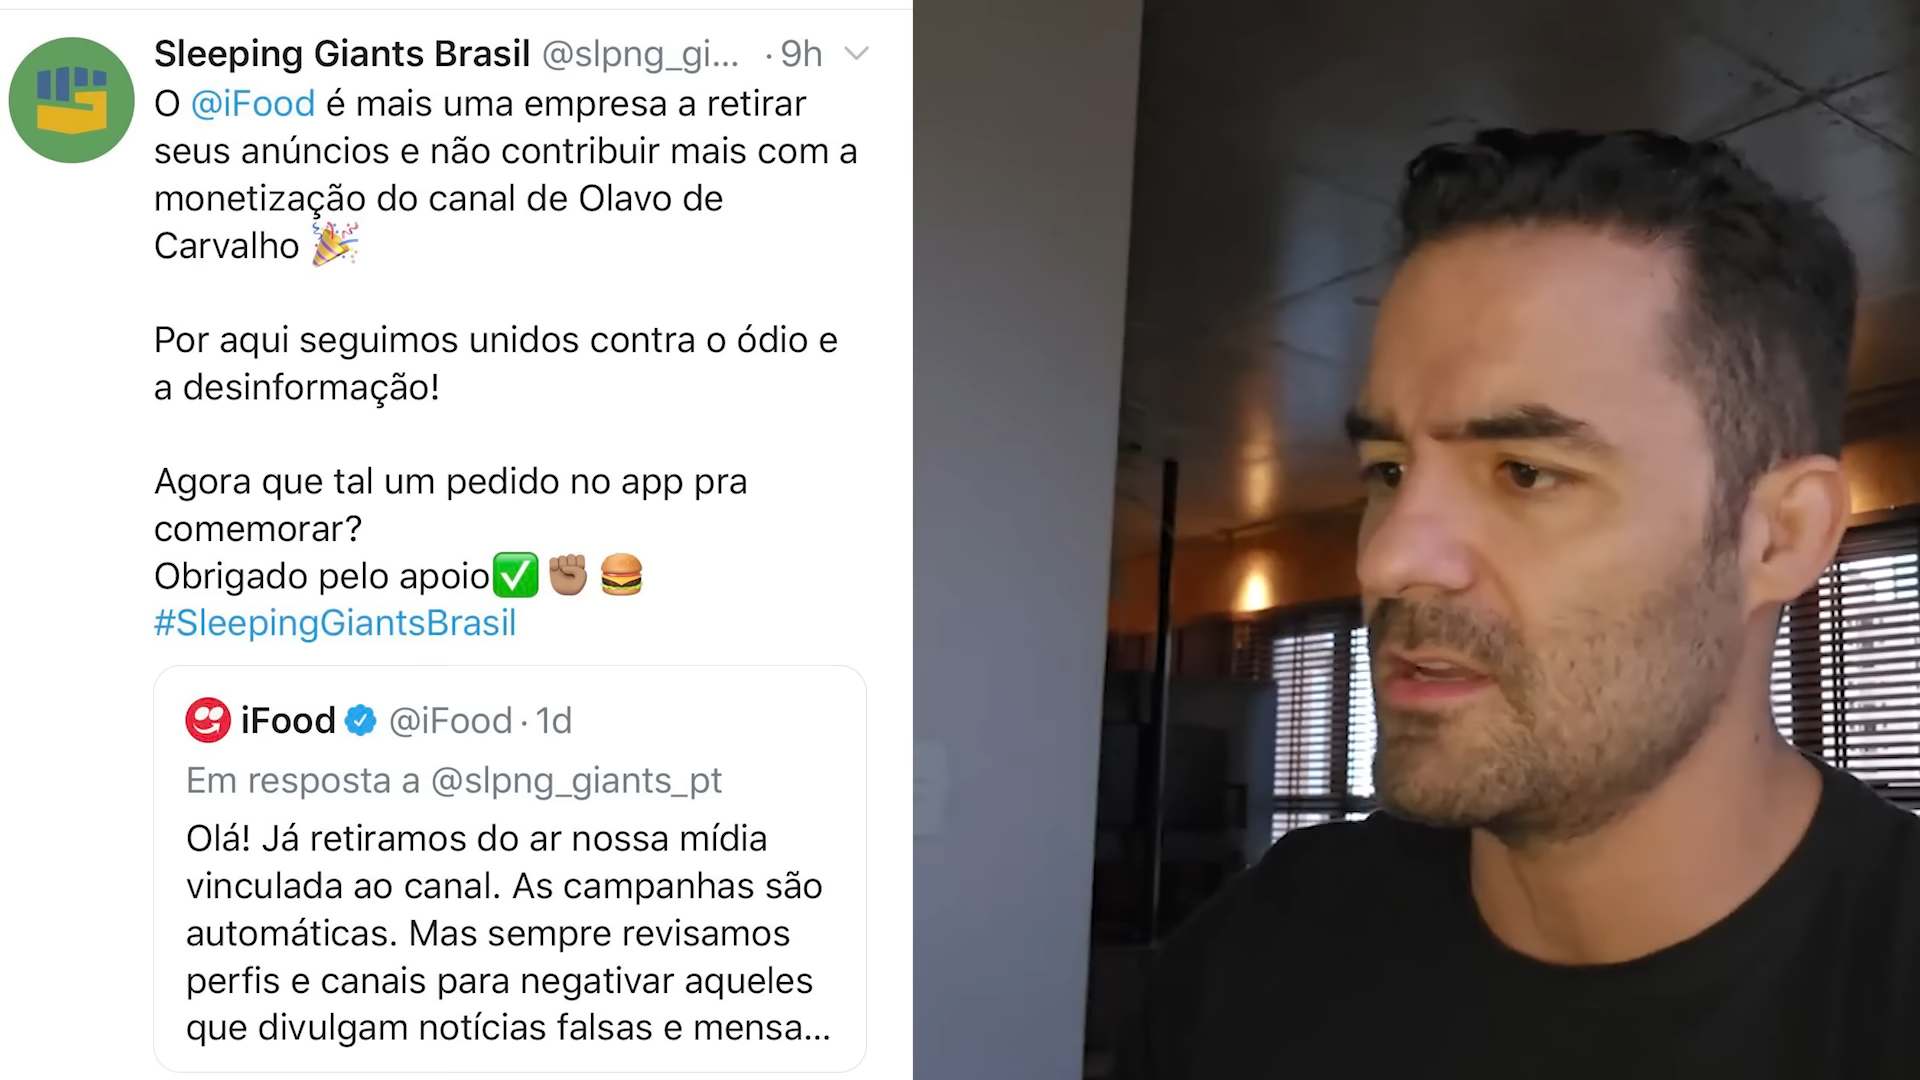 Sleeping Giants Brasil @slpng_gi... · 9h
O @iFood é mais uma empresa a retirar
seus anúncios e não contribuir mais com a
monetização do canal de Olavo de
Carvalho 🎉
Por aqui seguimos unidos contra o ódio e
a desinformação!
Agora que tal um pedido no app pra
comemorar?
Obrigado pelo apoio✅✊🏽🍔
#SleepingGiantsBrasil
iFood @iFood · 1d
Em resposta a @slpng_giants_pt
Olá! Já retiramos do ar nossa mídia
vinculada ao canal. As campanhas são
automáticas. Mas sempre revisamos
perfis e canais para negativar aqueles
que divulgam notícias falsas e mensa...